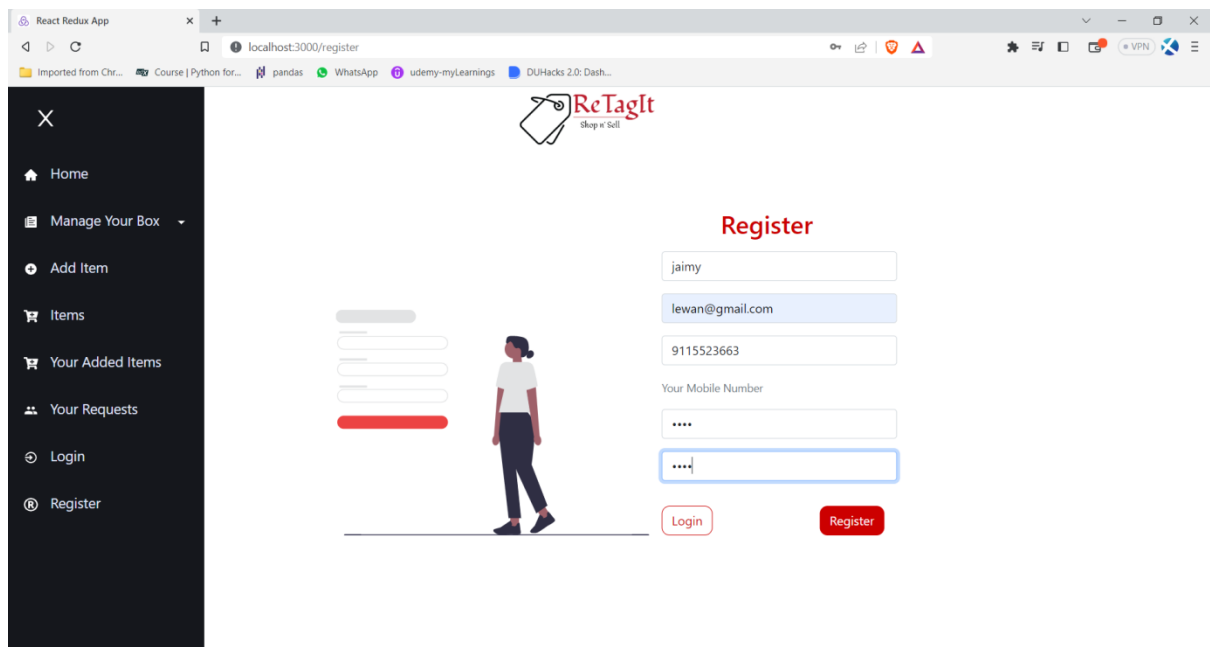 React Redux App
localhost:3000/register
VPN
Imported from Chr... Course | Python for... pandas WhatsApp udemy-myLearnings DUHacks 2.0: Dash...
X
ReTagIt
Shop n' Sell
Home
Manage Your Box
Add Item
Items
Your Added Items
Your Requests
Login
Register
Register
jaimy
lewan@gmail.com
9115523663
Your Mobile Number
••••
••••
Login Register